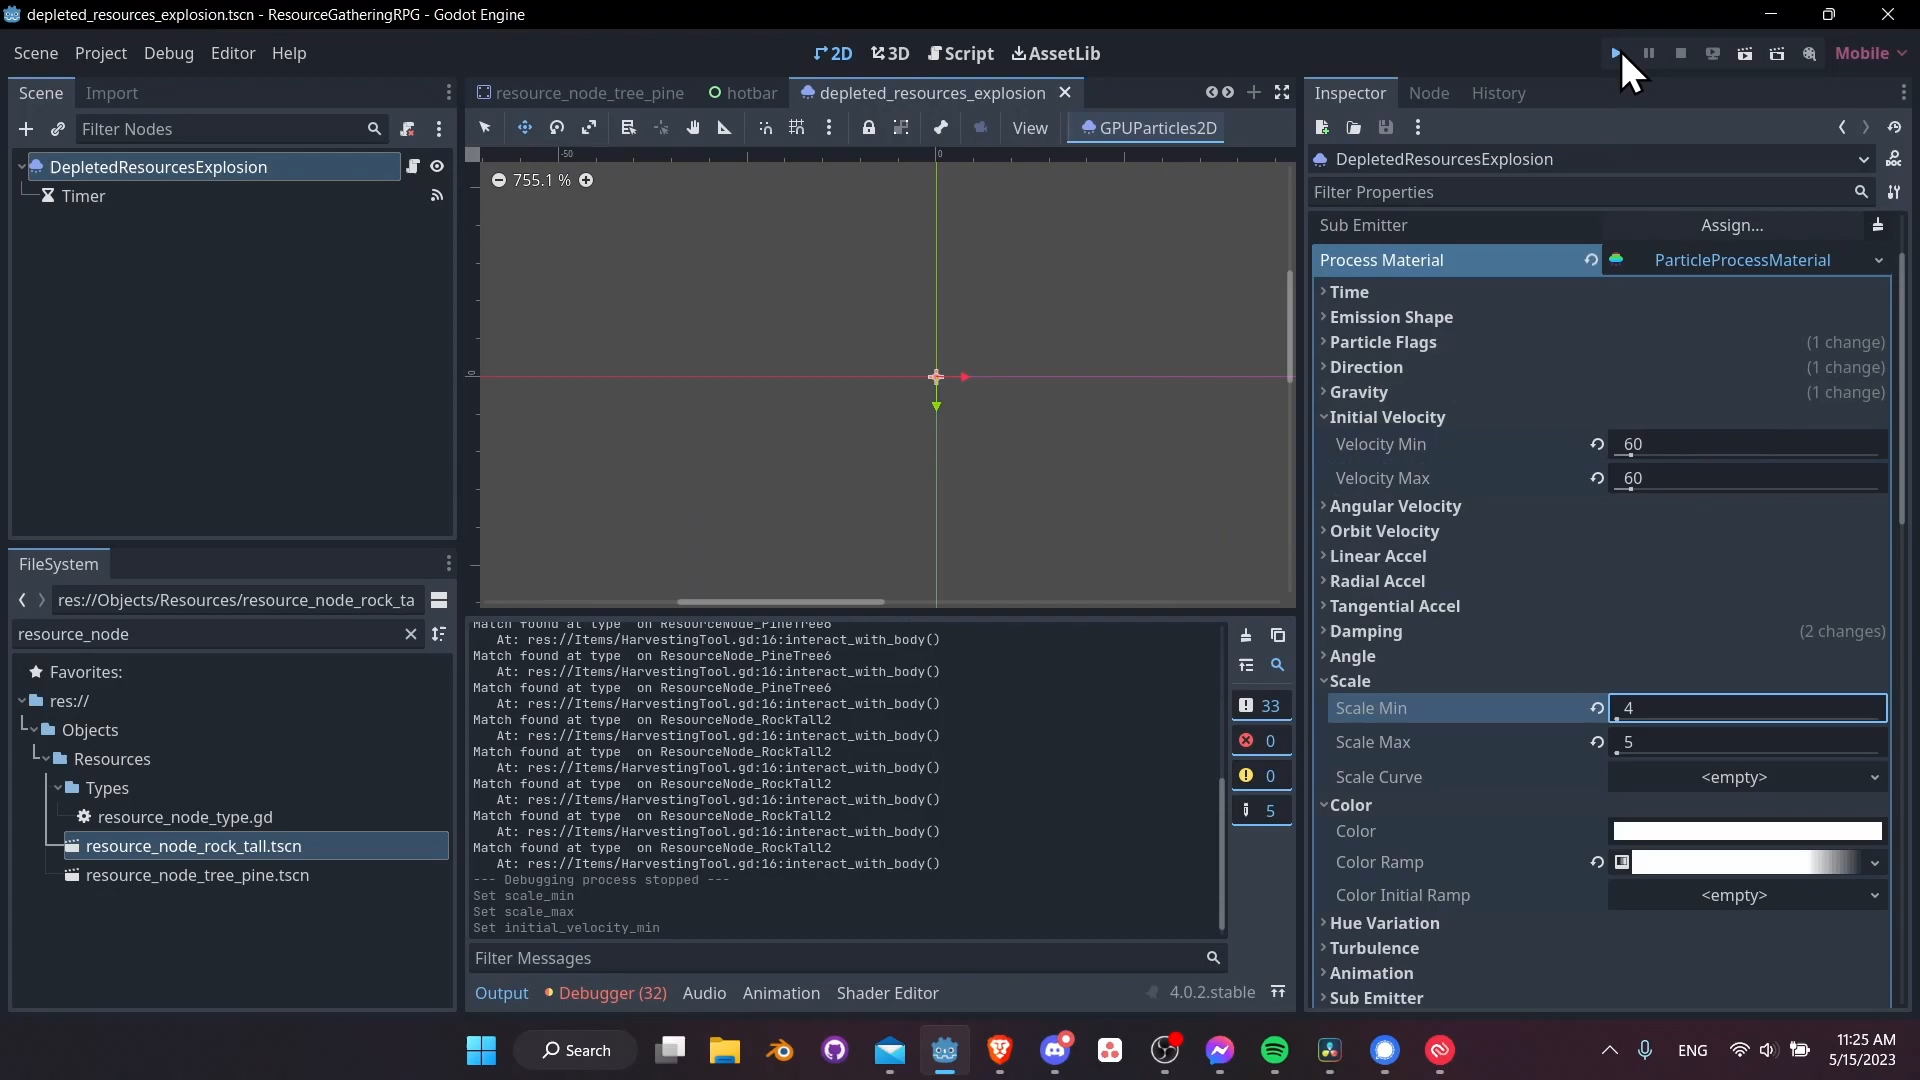 depleted_resources_explosion.tscn - ResourceGatheringRPG - Godot Engine
Scene Project Debug Editor Help
2D 3D Script AssetLib
Mobile
Scene Import
Filter Nodes
DepletedResourcesExplosion
Timer
FileSystem
res://Objects/Resources/resource_node_rock_ta
resource_node
Favorites:
res://
Objects
Resources
Types
resource_node_type.gd
resource_node_rock_tall.tscn
resource_node_tree_pine.tscn
resource_node_tree_pine hotbar depleted_resources_explosion
View GPUParticles2D
-50 0
755.1 %
0
Match found at type on ResourceNode_PineTree6
At: res://Items/HarvestingTool.gd:16:interact_with_body()
Match found at type on ResourceNode_PineTree6
At: res://Items/HarvestingTool.gd:16:interact_with_body()
Match found at type on ResourceNode_PineTree6
At: res://Items/HarvestingTool.gd:16:interact_with_body()
Match found at type on ResourceNode_RockTall2
At: res://Items/HarvestingTool.gd:16:interact_with_body()
Match found at type on ResourceNode_RockTall2
At: res://Items/HarvestingTool.gd:16:interact_with_body()
Match found at type on ResourceNode_RockTall2
At: res://Items/HarvestingTool.gd:16:interact_with_body()
Match found at type on ResourceNode_RockTall2
At: res://Items/HarvestingTool.gd:16:interact_with_body()
Match found at type on ResourceNode_RockTall2
At: res://Items/HarvestingTool.gd:16:interact_with_body()
--- Debugging process stopped ---
Set scale_min
Set scale_max
Set initial_velocity_min
33
0
0
5
Filter Messages
Output Debugger (32) Audio Animation Shader Editor
4.0.2.stable
Inspector Node History
DepletedResourcesExplosion
Filter Properties
Sub Emitter Assign...
Process Material ParticleProcessMaterial
Time
Emission Shape
Particle Flags (1 change)
Direction (1 change)
Gravity (1 change)
Initial Velocity
Velocity Min 60
Velocity Max 60
Angular Velocity
Orbit Velocity
Linear Accel
Radial Accel
Tangential Accel
Damping (2 changes)
Angle
Scale
Scale Min 4
Scale Max 5
Scale Curve <empty>
Color
Color
Color Ramp
Color Initial Ramp <empty>
Hue Variation
Turbulence
Animation
Sub Emitter
Search
ENG
11:25 AM
5/15/2023